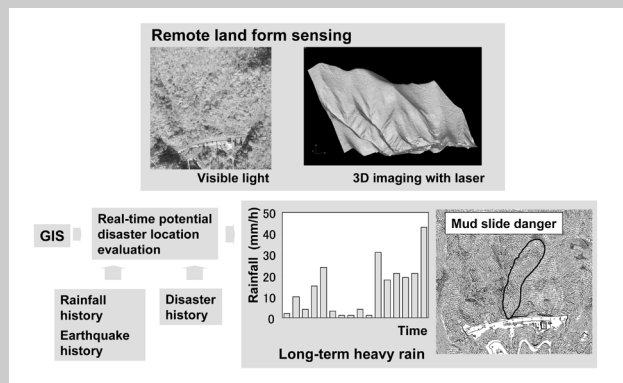 Remote land form sensing
Visible light
3D imaging with laser
GIS
Real-time potential
disaster location
evaluation
Rainfall
history
Earthquake
history
Disaster
history
Rainfall (mm/h)
50
40
30
20
10
0
Time
Long-term heavy rain
Mud slide danger